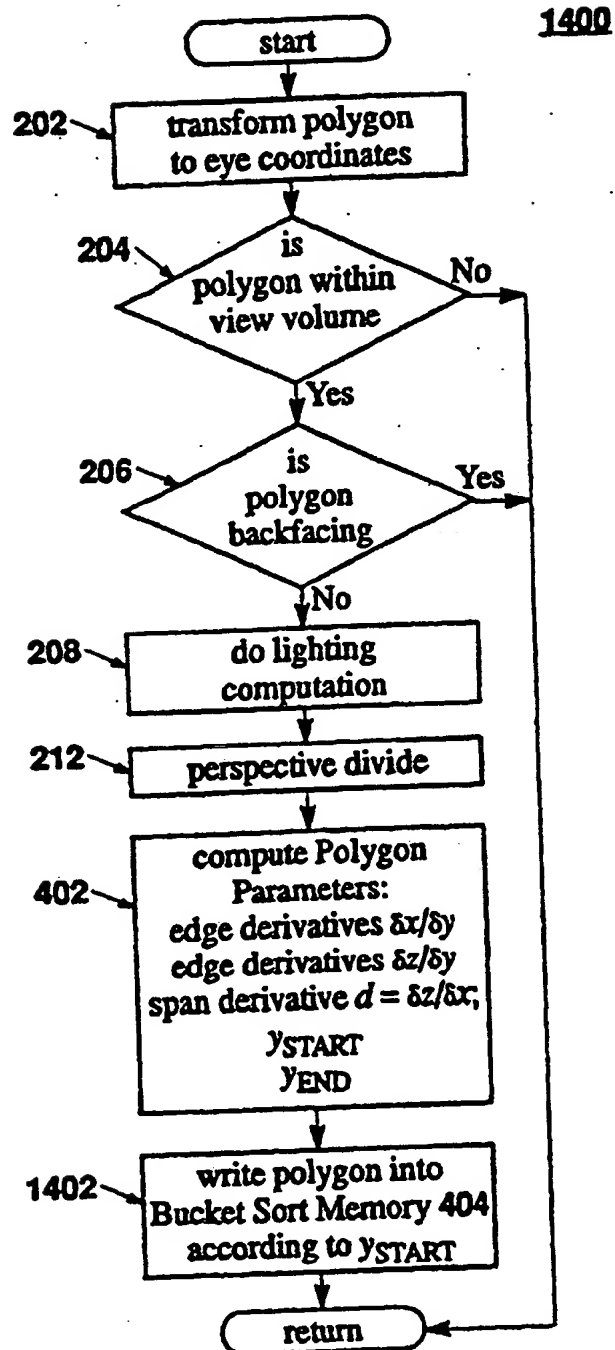 1400
start
202
transform polygon
to eye coordinates
204
is
polygon within
view volume
No
Yes
206
is
polygon
backfacing
Yes
No
208
do lighting
computation
212
perspective divide
402
compute Polygon
Parameters:
edge derivatives δx/δy
edge derivatives δz/δy
span derivative d = δz/δx;
ySTART
yEND
1402
write polygon into
Bucket Sort Memory 404
according to ySTART
return